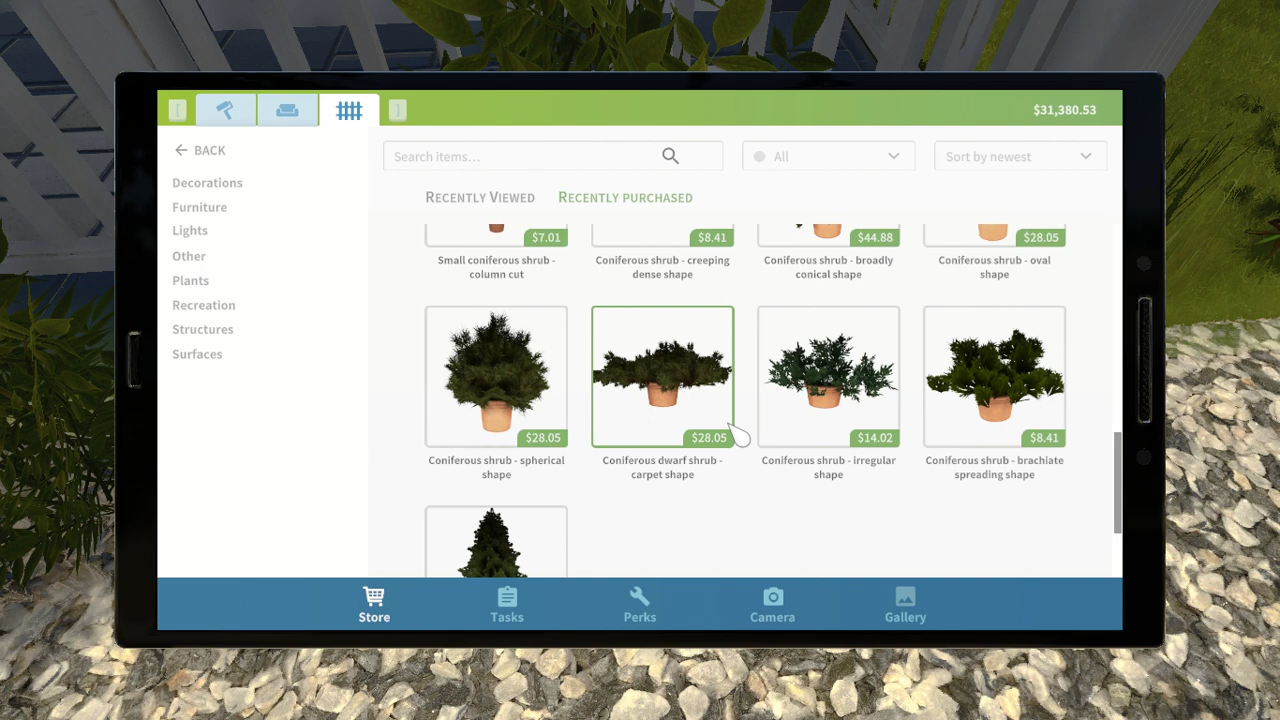 $31,380.53
BACK
Search items...
All
Sort by newest
Decorations
Furniture
Lights
Other
Plants
Recreation
Structures
Surfaces
RECENTLY VIEWED
RECENTLY PURCHASED
$7.01
$8.41
$44.88
$28.05
Small coniferous shrub -
column cut
Coniferous shrub - creeping
dense shape
Coniferous shrub - broadly
conical shape
Coniferous shrub - oval
shape
$28.05
$28.05
$14.02
$8.41
Coniferous shrub - spherical
shape
Coniferous dwarf shrub -
carpet shape
Coniferous shrub - irregular
shape
Coniferous shrub - brachiate
spreading shape
Store
Tasks
Perks
Camera
Gallery